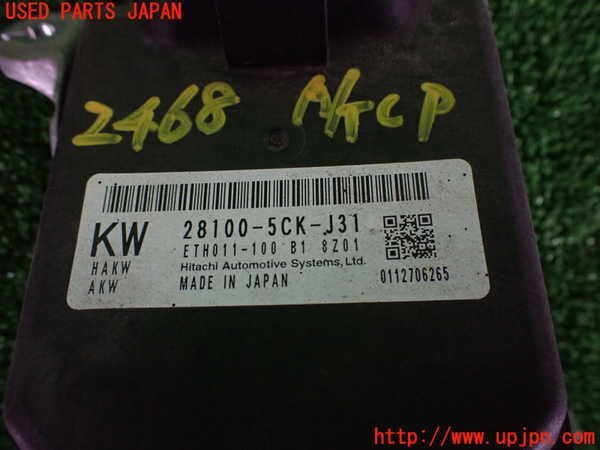 USED PARTS JAPAN
2468 A/TCP
KW 28100-5CK-J31
ETH011-100 B1 8Z01
HAKW Hitachi Automotive Systems, Ltd.
AKW MADE IN JAPAN 0112706265
http://www.upjpn.com/